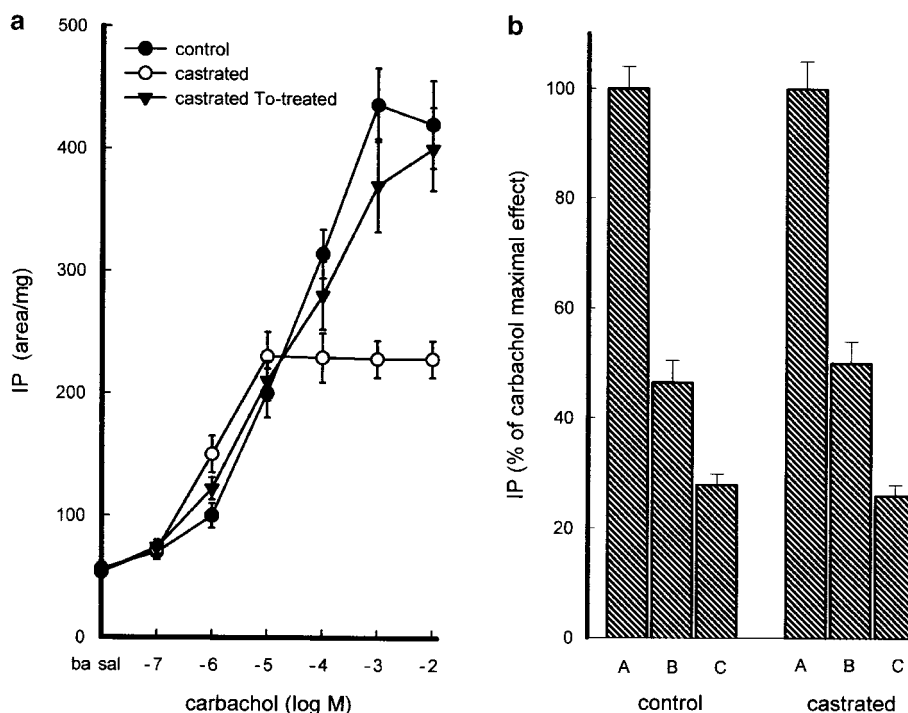 a
500
400
300
200
100
0
IP (area/mg)
control
castrated
castrated To-treated
ba sal -7 -6 -5 -4 -3 -2
carbachol (log M)
b
100
80
60
40
20
0
IP (% of carbachol maximal effect)
A B C A B C
control castrated